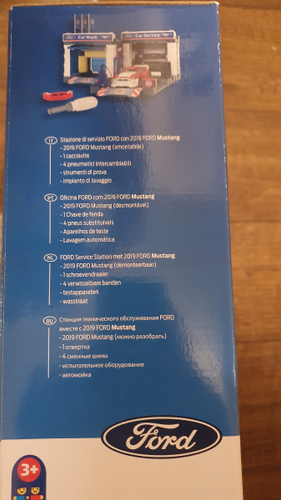 Car Wash
Car Service
IT
Stazione di servizio FORD con 2019 FORD Mustang
- 2019 FORD Mustang (smontabile)
- 1 cacciavite
- 4 pneumatici intercambiabili
- strumenti di prova
- impianto di lavaggio
PT
Oficina FORD com 2019 FORD Mustang
- 2019 FORD Mustang (desmontável)
- 1 Chave de fenda
- 4 pneus substituíveis
- Aparelhos de teste
- Lavagem automática
NL
FORD Service Station met 2019 FORD Mustang
- 2019 FORD Mustang (demonteerbaar)
- 1 schroevendraaier
- 4 verwisselbare banden
- testapparaten
- wasstraat
RU
Станция технического обслуживания FORD
вместе с 2019 FORD Mustang
- 2019 FORD Mustang (можно разобрать)
- 1 отвертка
- 4 сменные шины
- испытательное оборудование
- автомойка
Ford
3+